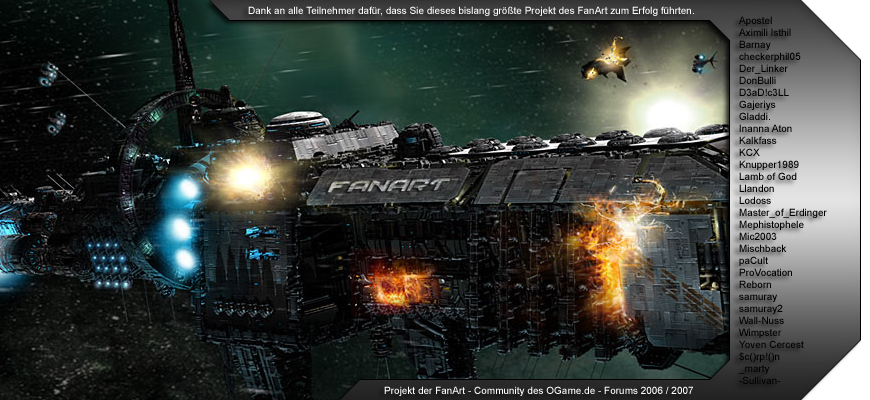 Dank an alle Teilnehmer dafür, dass Sie dieses bislang größte Projekt des FanArt zum Erfolg führten.
Apostel
Aximili Isthil
Barnay
checkerphil05
Der_Linker
DonBulli
D3aD!c3LL
Gajeriys
Gladdi.
Inanna Aton
Kalkfass
KCX
Knupper1989
Lamb of God
Llandon
Lodoss
Master_of_Erdinger
Mephistophele
Mic2003
Mischback
paCult
ProVocation
Reborn
samuray
samuray2
Wall-Nuss
Wimpster
Yoven Cercest
$c()rp!()n
_marty
-Sullivan-
FANART
Projekt der FanArt - Community des OGame.de - Forums 2006 / 2007